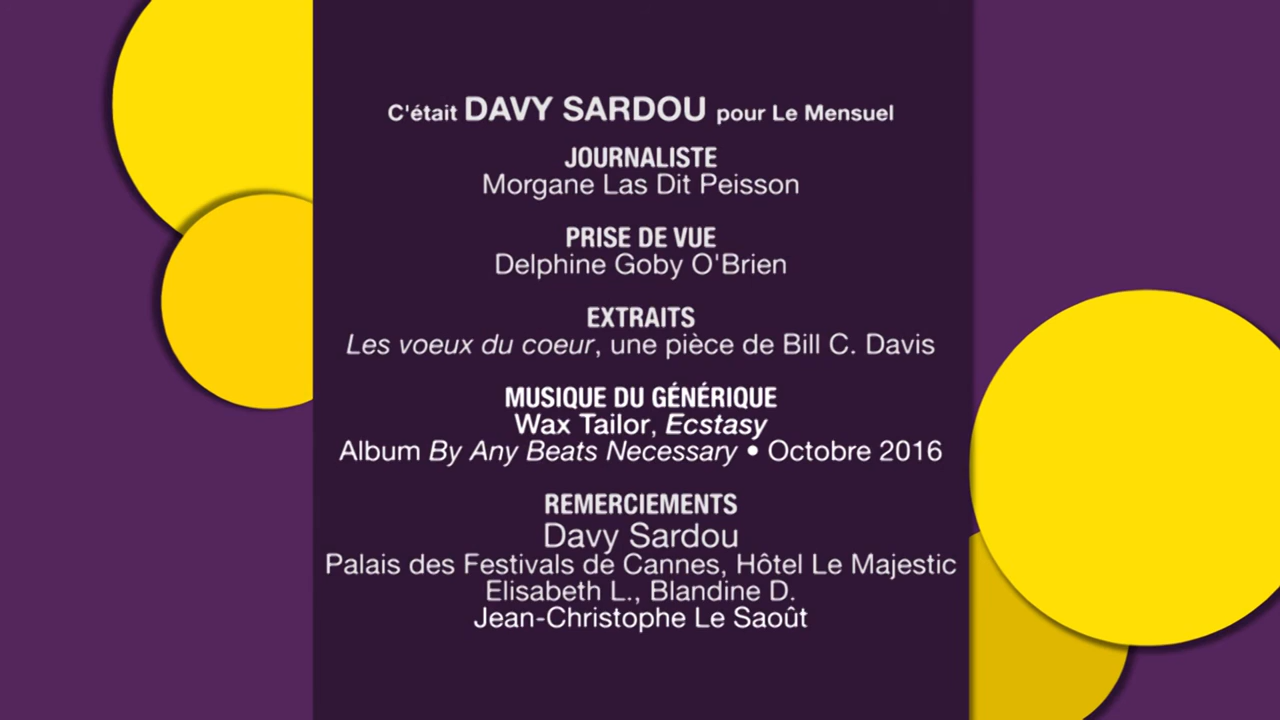 C'était DAVY SARDOU pour Le Mensuel
JOURNALISTE
Morgane Las Dit Peisson
PRISE DE VUE
Delphine Goby O'Brien
EXTRAITS
Les voeux du coeur, une pièce de Bill C. Davis
MUSIQUE DU GÉNÉRIQUE
Wax Tailor, Ecstasy
Album By Any Beats Necessary • Octobre 2016
REMERCIEMENTS
Davy Sardou
Palais des Festivals de Cannes, Hôtel Le Majestic
Elisabeth L., Blandine D.
Jean-Christophe Le Saoût